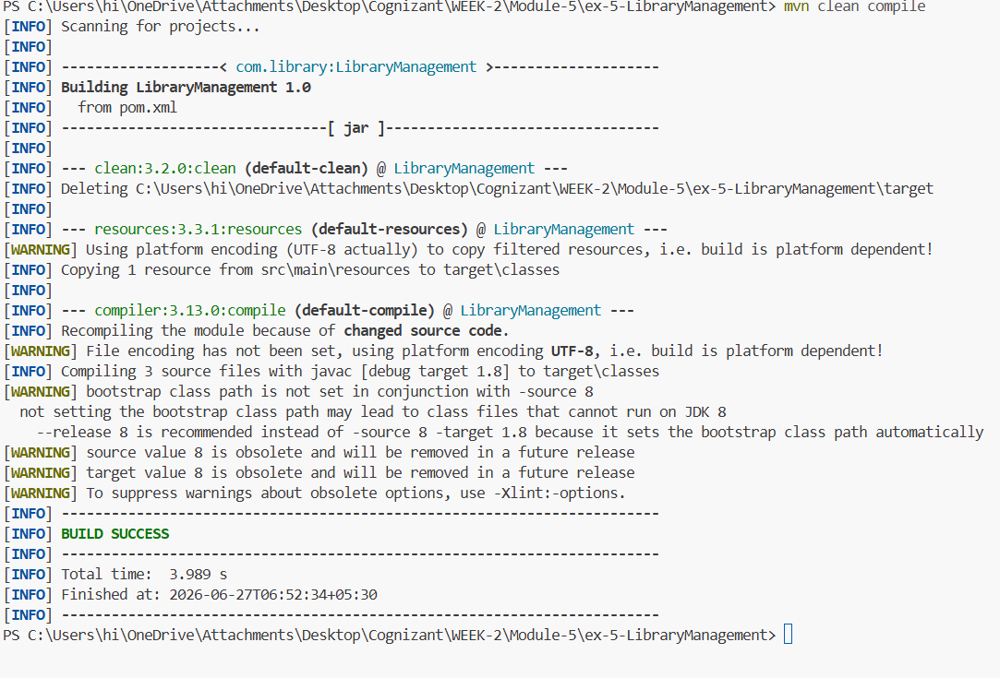 PS C:\Users\hi\OneDrive\Attachments\Desktop\Cognizant\WEEK-2\Module-5\ex-5-LibraryManagement> mvn clean compile
[INFO] Scanning for projects...
[INFO]
[INFO] -------------------< com.library:LibraryManagement >--------------------
[INFO] Building LibraryManagement 1.0
[INFO]   from pom.xml
[INFO] --------------------------------[ jar ]---------------------------------
[INFO]
[INFO] --- clean:3.2.0:clean (default-clean) @ LibraryManagement ---
[INFO] Deleting C:\Users\hi\OneDrive\Attachments\Desktop\Cognizant\WEEK-2\Module-5\ex-5-LibraryManagement\target
[INFO]
[INFO] --- resources:3.3.1:resources (default-resources) @ LibraryManagement ---
[WARNING] Using platform encoding (UTF-8 actually) to copy filtered resources, i.e. build is platform dependent!
[INFO] Copying 1 resource from src\main\resources to target\classes
[INFO]
[INFO] --- compiler:3.13.0:compile (default-compile) @ LibraryManagement ---
[INFO] Recompiling the module because of changed source code.
[WARNING] File encoding has not been set, using platform encoding UTF-8, i.e. build is platform dependent!
[INFO] Compiling 3 source files with javac [debug target 1.8] to target\classes
[WARNING] bootstrap class path is not set in conjunction with -source 8
  not setting the bootstrap class path may lead to class files that cannot run on JDK 8
    --release 8 is recommended instead of -source 8 -target 1.8 because it sets the bootstrap class path automatically
[WARNING] source value 8 is obsolete and will be removed in a future release
[WARNING] target value 8 is obsolete and will be removed in a future release
[WARNING] To suppress warnings about obsolete options, use -Xlint:-options.
[INFO] ------------------------------------------------------------------------
[INFO] BUILD SUCCESS
[INFO] ------------------------------------------------------------------------
[INFO] Total time:  3.989 s
[INFO] Finished at: 2026-06-27T06:52:34+05:30
[INFO] ------------------------------------------------------------------------
PS C:\Users\hi\OneDrive\Attachments\Desktop\Cognizant\WEEK-2\Module-5\ex-5-LibraryManagement>